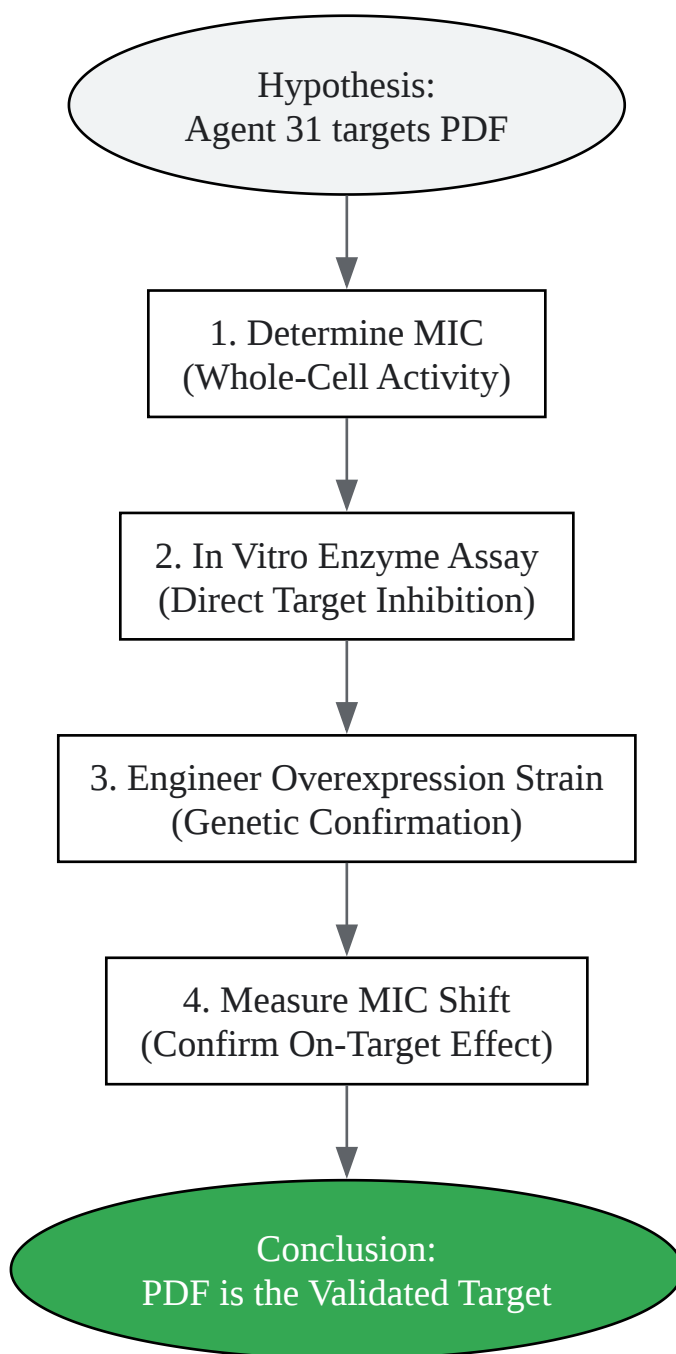 Hypothesis:
Agent 31 targets PDF
1. Determine MIC
(Whole-Cell Activity)
2. In Vitro Enzyme Assay
(Direct Target Inhibition)
3. Engineer Overexpression Strain
(Genetic Confirmation)
4. Measure MIC Shift
(Confirm On-Target Effect)
Conclusion:
PDF is the Validated Target